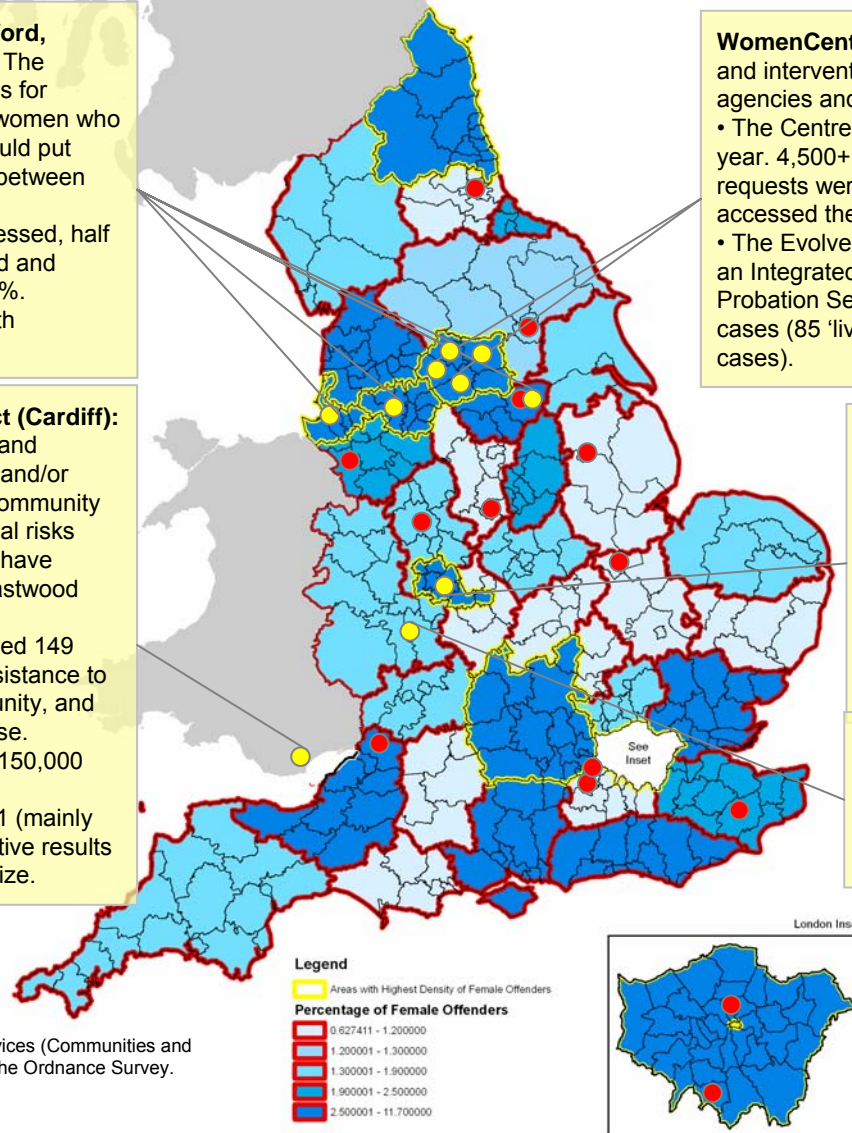 ord,
The
s for
women who
uld put
between
essed, half
d and
%.
th
ct (Cardiff):
and
and/or
ommunity
al risks
have
astwood
ed 149
sistance to
unity, and
se.
150,000
1 (mainly
tive results
ize.
WomenCent
and intervent
agencies and
• The Centre
year. 4,500+
requests wer
accessed the
• The Evolve
an Integrated
Probation Se
cases (85 'liv
cases).
See
Inset
London Inse
Legend
Areas with Highest Density of Female Offenders
Percentage of Female Offenders
0.627411 - 1.200000
1.200001 - 1.300000
1.300001 - 1.900000
1.900001 - 2.500000
2.500001 - 11.700000
vices (Communities and
he Ordnance Survey.